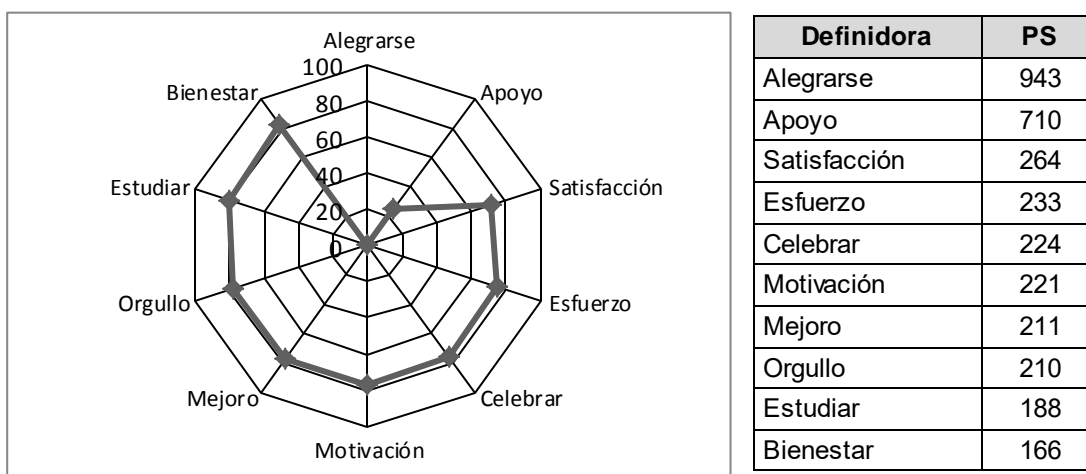 Alegrarse
100
Bienestar
Apoyo
80
60
Estudiar
40
Satisfacción
20
0
Orgullo
Esfuerzo
Mejoro
Celebrar
Motivación
Definidora PS
Alegrarse 943
Apoyo 710
Satisfacción 264
Esfuerzo 233
Celebrar 224
Motivación 221
Mejoro 211
Orgullo 210
Estudiar 188
Bienestar 166